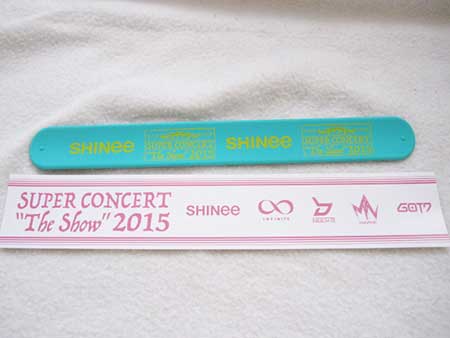 SHINee SUPER CONCERT SHINee SUPER CONCERT
"The Show" 2015 "The Show" 2015
SUPER CONCERT
"The Show" 2015 SHINee INFINITE GOT7